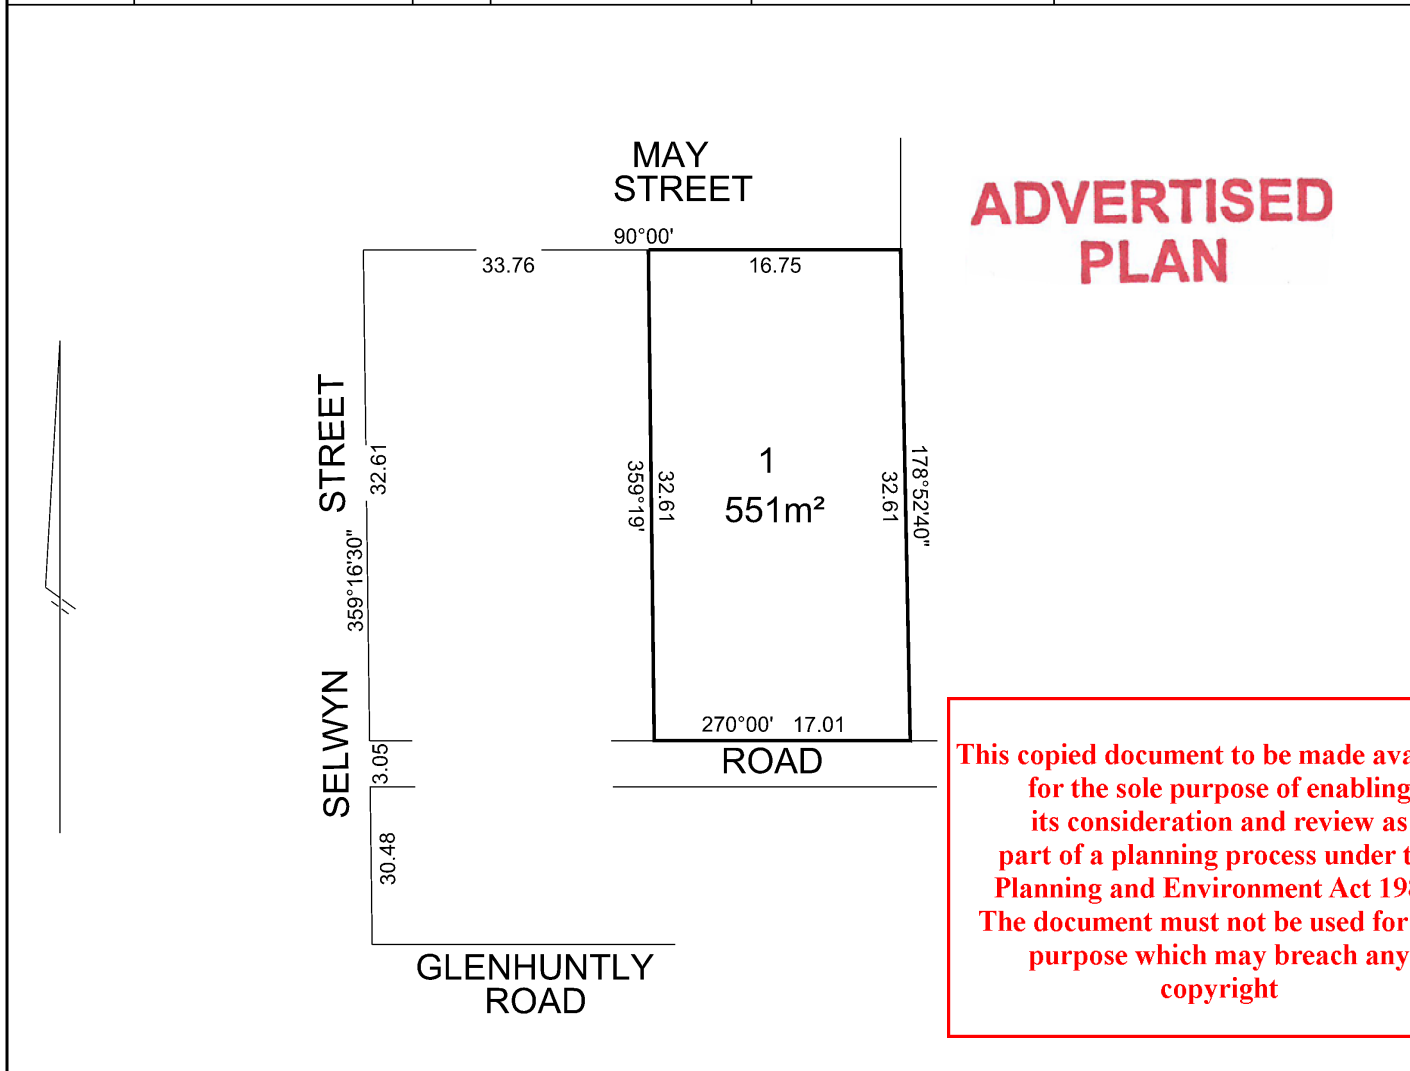 MAY
STREET
ADVERTISED
PLAN
90°00'
33.76
16.75
STREET
32.61
359°16'30"
359°19'
32.61
1
551m²
32.61
178°52'40"
SELWYN
270°00' 17.01
ROAD
3.05
30.48
GLENHUNTLY
ROAD
This copied document to be made
for the sole purpose of enabling
its consideration and review as
part of a planning process under
Planning and Environment Act
The document must not be used for
purpose which may breach any
copyright